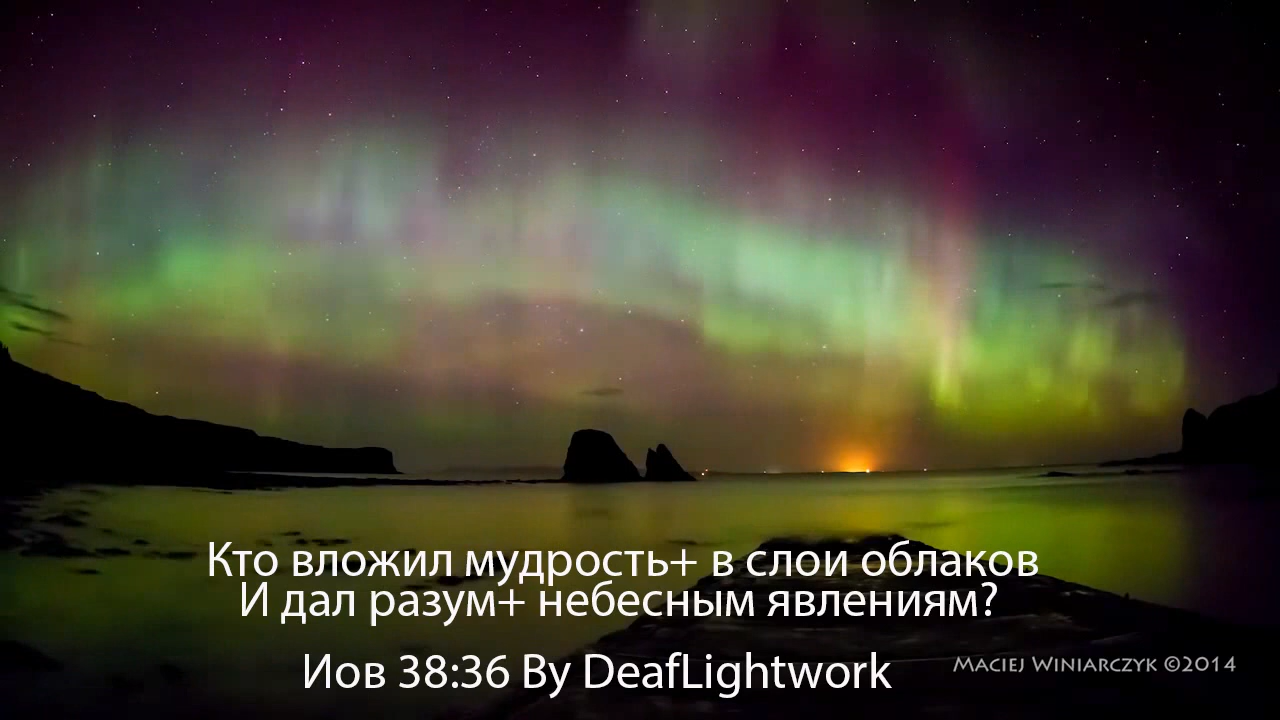 Кто вложил мудрость+ в слои облаков
И дал разум+ небесным явлениям?
Иов 38:36 By DeafLightwork
Maciej Winiarczyk ©2014